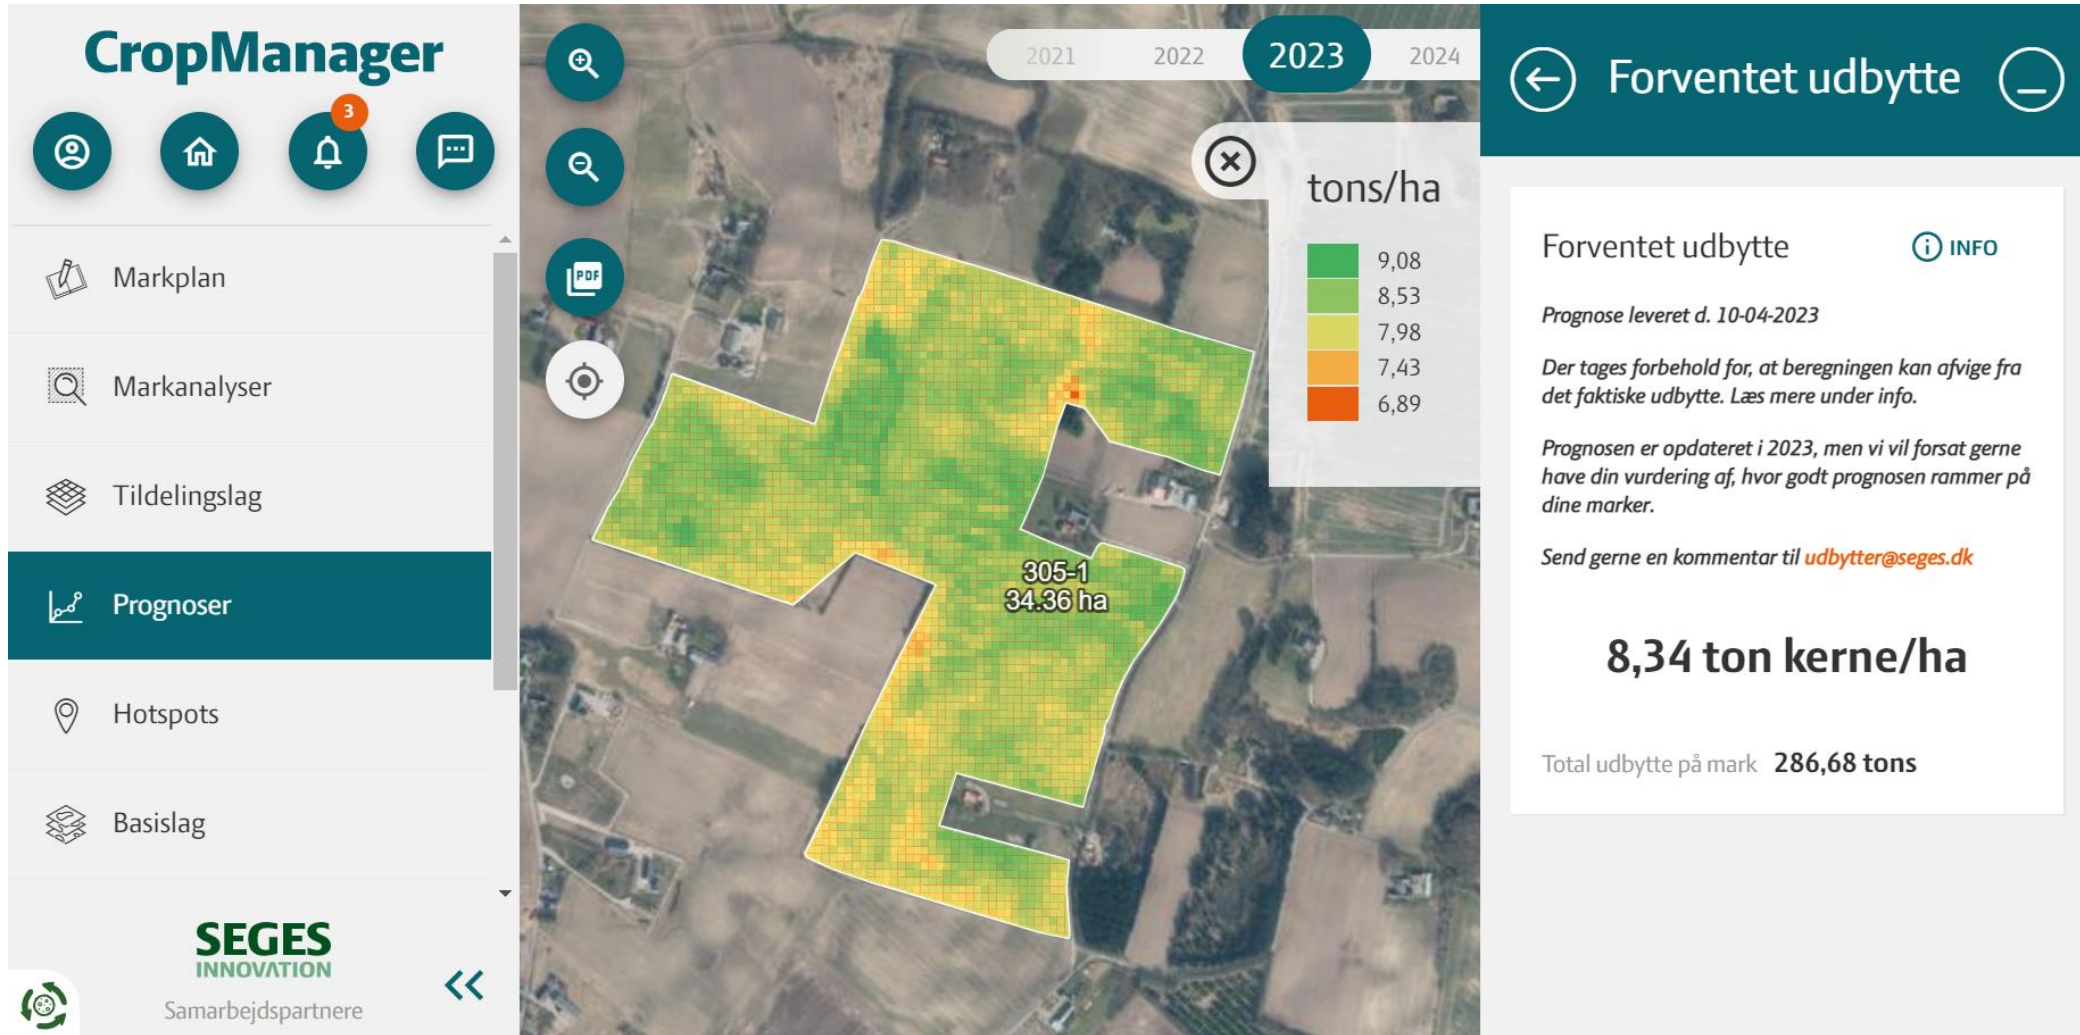 CropManager
3
Markplan
Markanalyser
Tildelingslag
Prognoser
Hotspots
Basislag
SEGES
INNOVATION
Samarbejdspartnere
PDF
2021 2022 2023 2024
tons/ha
9,08
8,53
7,98
7,43
6,89
305-1
34.36 ha
Forventet udbytte
Forventet udbytte
INFO
Prognose leveret d. 10-04-2023
Der tages forbehold for, at beregningen kan afvige fra
det faktiske udbytte. Læs mere under info.
Prognosen er opdateret i 2023, men vi vil forsat gerne
have din vurdering af, hvor godt prognosen rammer på
dine marker.
Send gerne en kommentar til udbytter@seges.dk
8,34 ton kerne/ha
Total udbytte på mark 286,68 tons